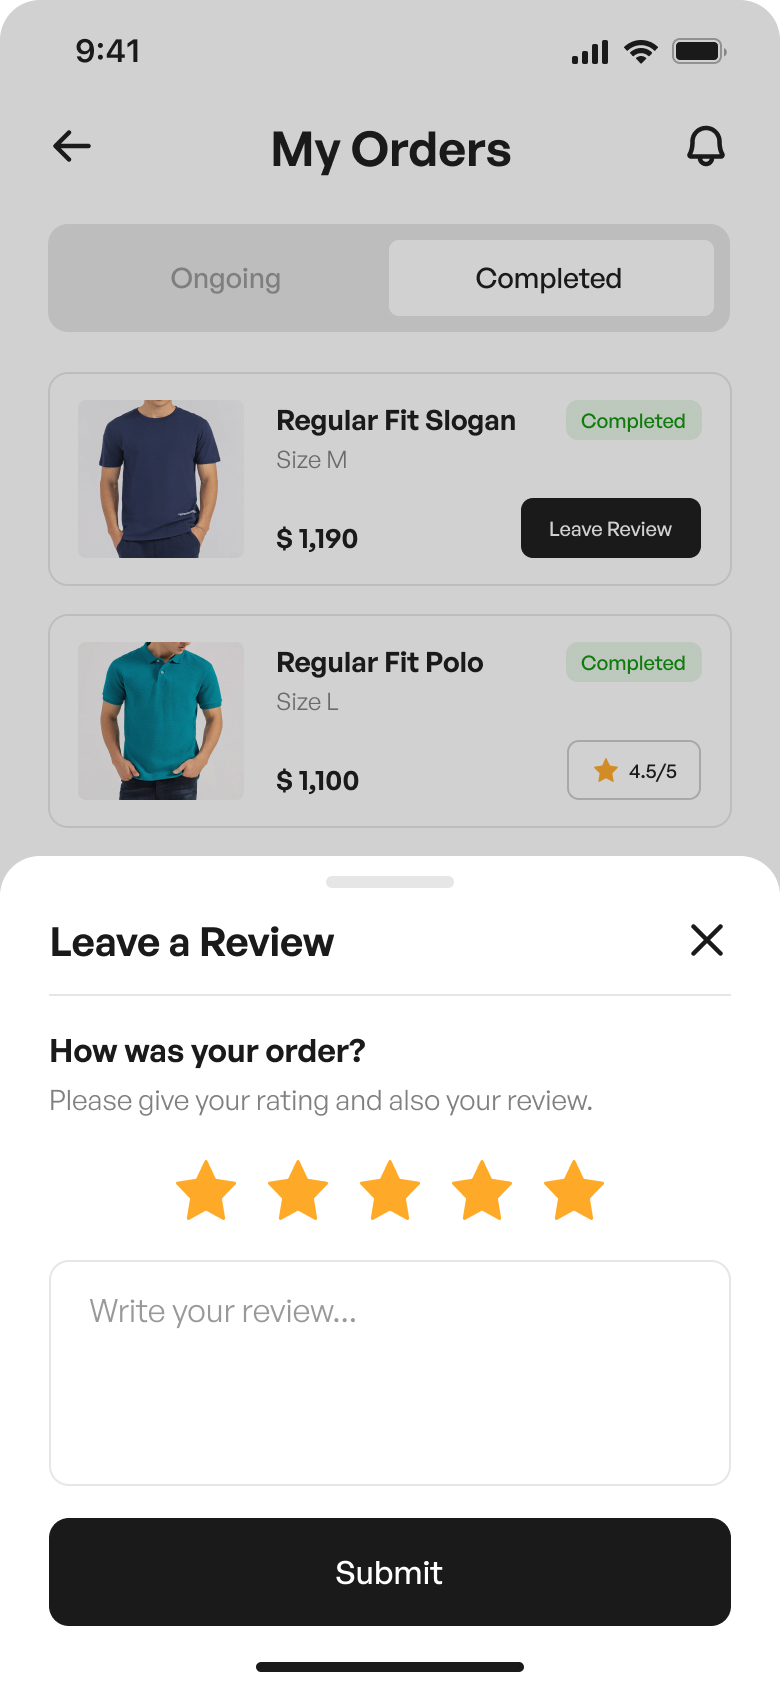 9:41
My Orders
Ongoing
Completed
Regular Fit Slogan
Completed
Size M
$ 1,190
Leave Review
Regular Fit Polo
Completed
Size L
$ 1,100
4.5/5
Leave a Review
How was your order?
Please give your rating and also your review.
Write your review...
Submit